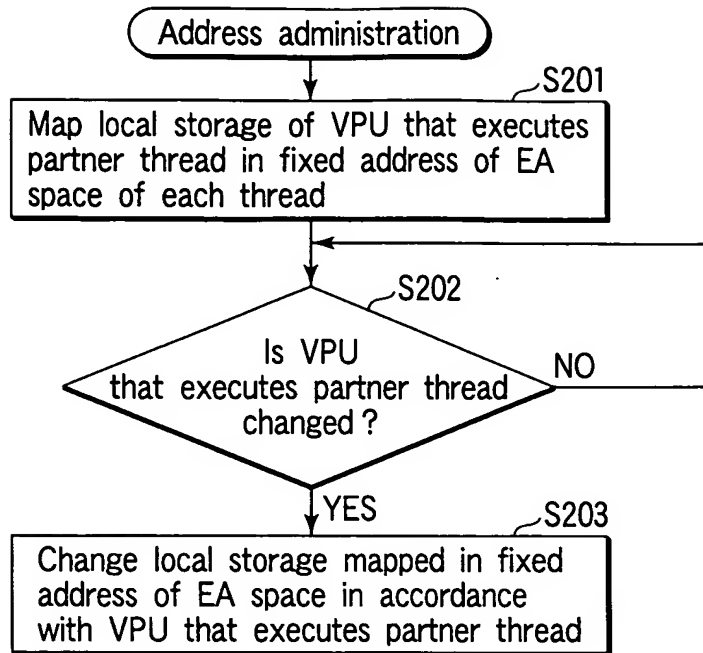 Address administration
S201
Map local storage of VPU that executes
partner thread in fixed address of EA
space of each thread
S202
Is VPU
that executes partner thread
changed ?
NO
YES
S203
Change local storage mapped in fixed
address of EA space in accordance
with VPU that executes partner thread